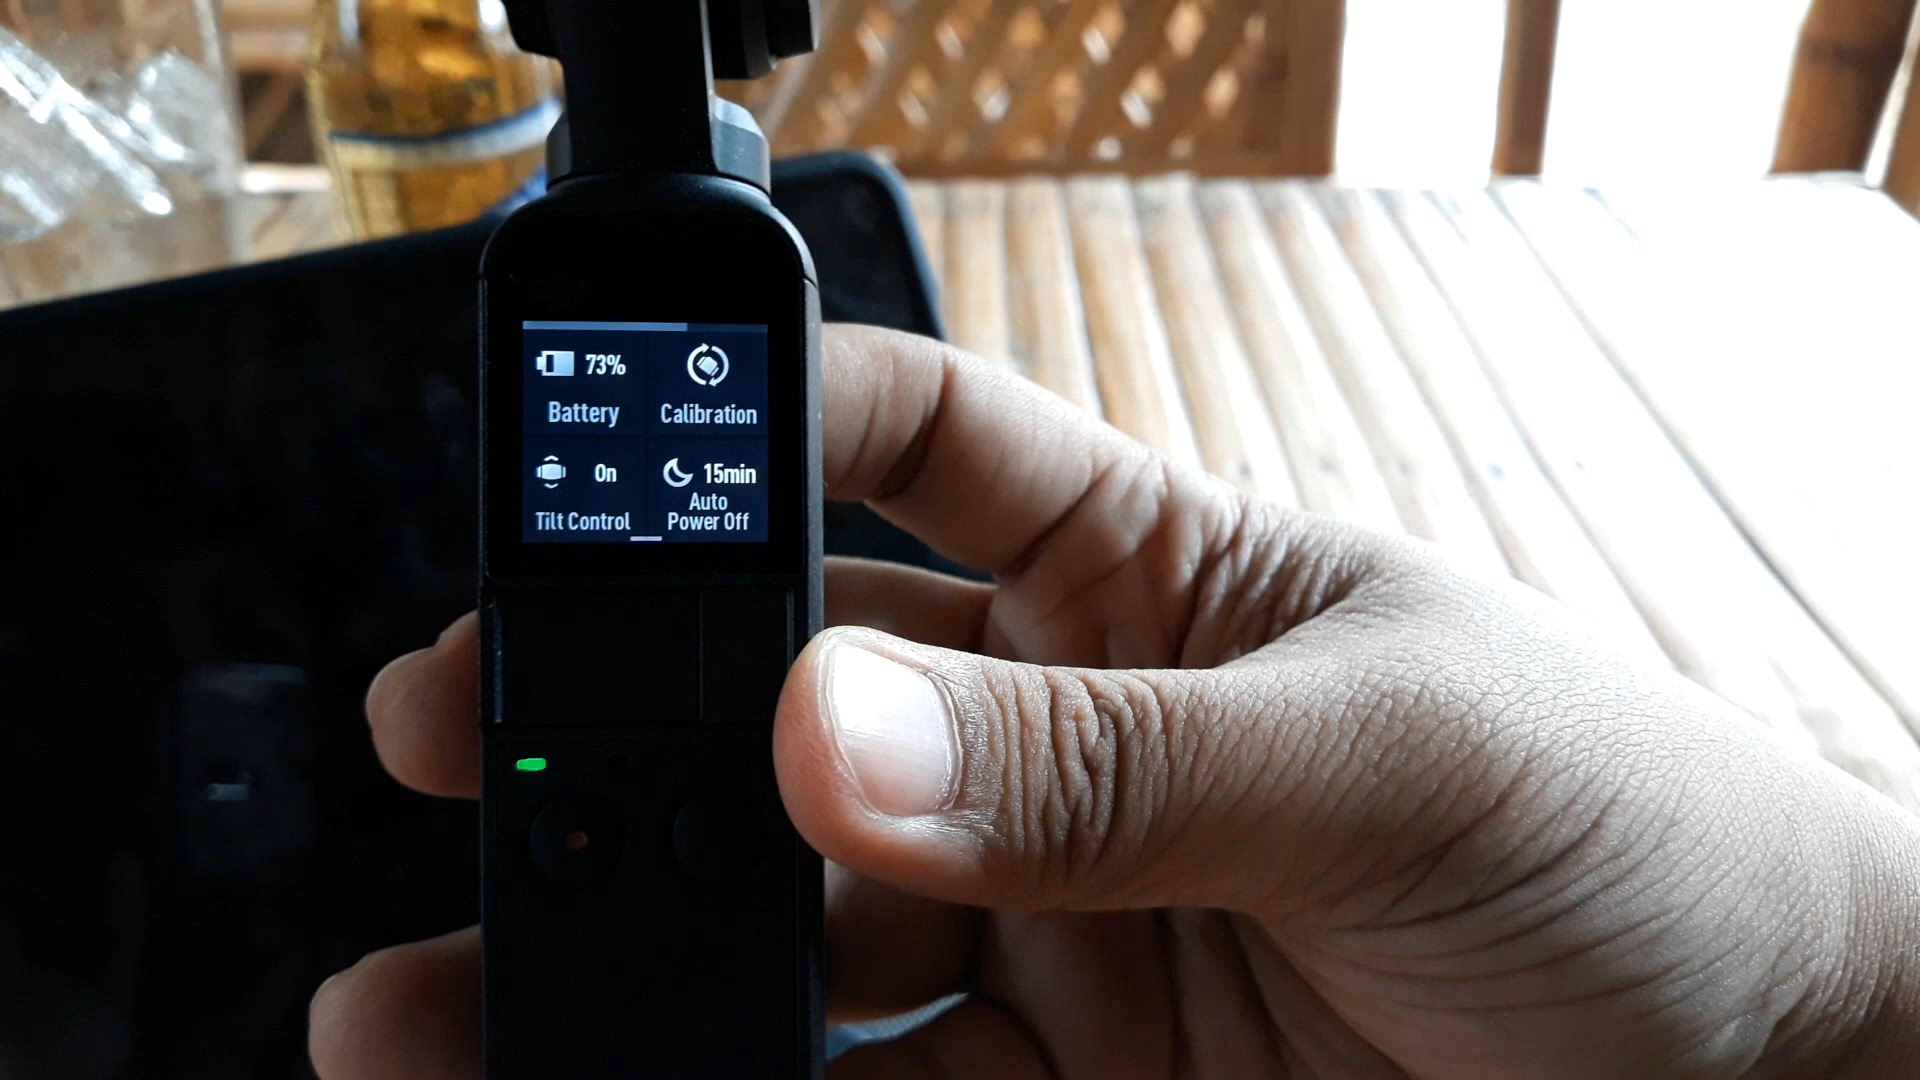 73%
Battery
Calibration
On
Tilt Control
15min
Auto
Power Off